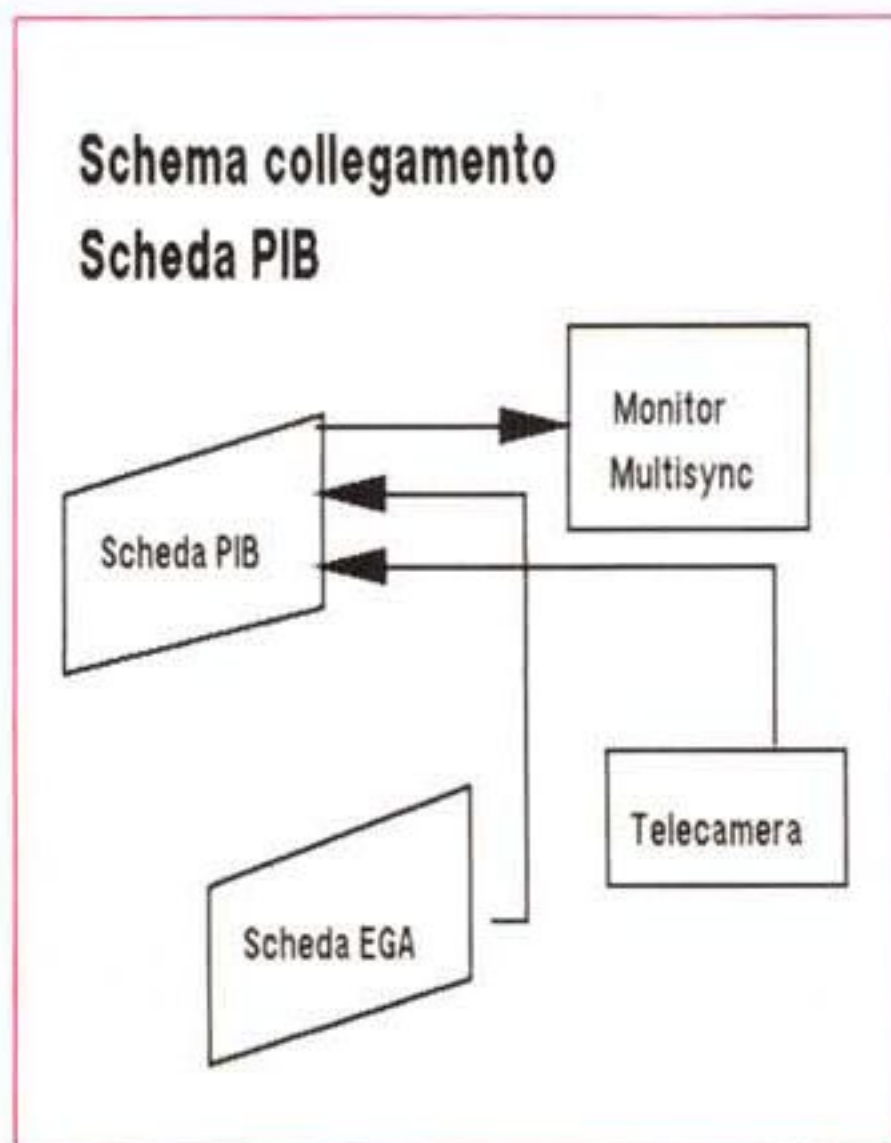 Schema collegamento
Scheda PIB
Monitor
Multisync
Scheda PIB
Telecamera
Scheda EGA